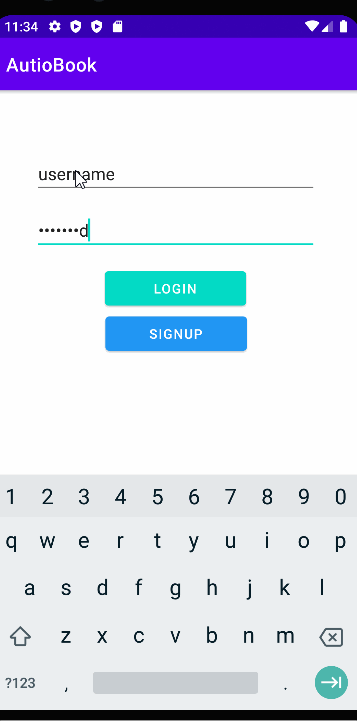 11:34
AutioBook
username
•••••••d
LOGIN
SIGNUP
1 2 3 4 5 6 7 8 9 0
q w e r t y u i o p
a s d f g h j k l
z x c v b n m
?123 , .